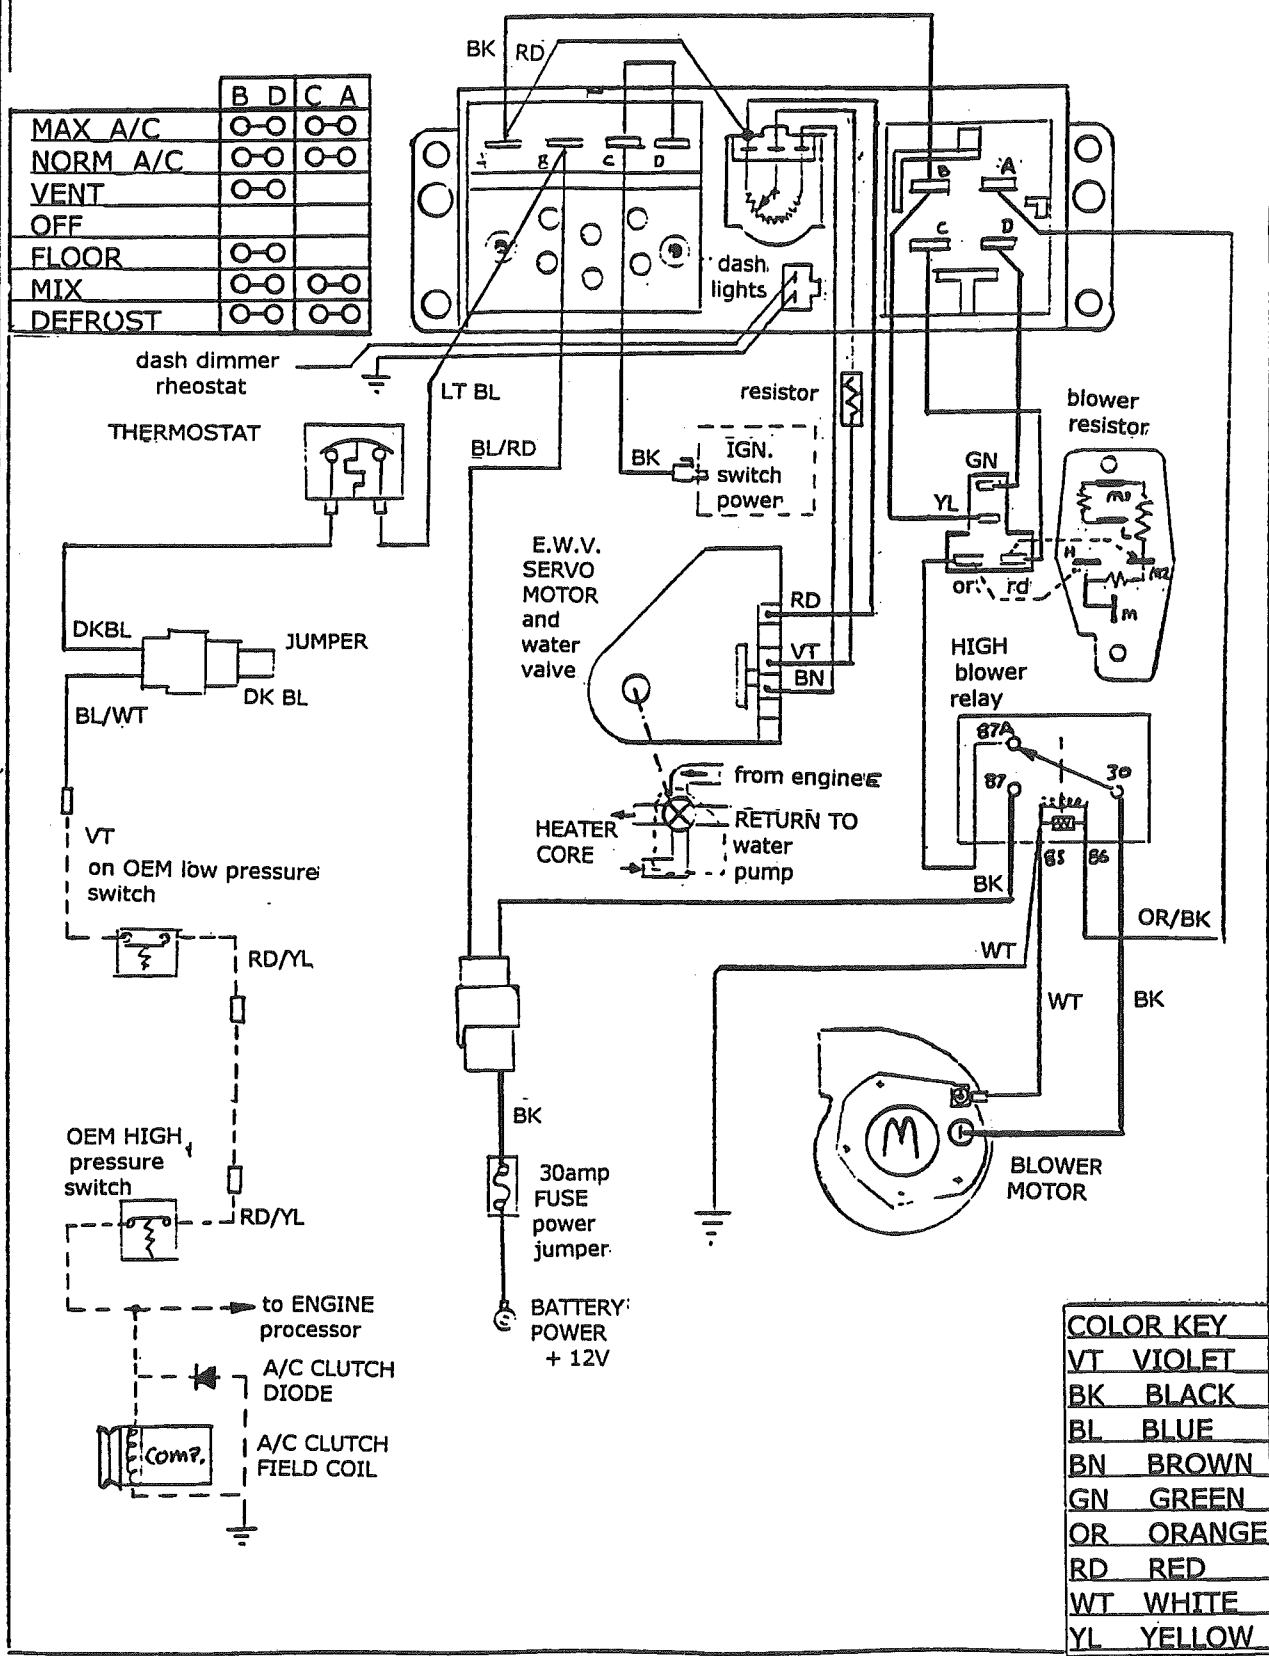 BK
RD
B D C A
MAX A/C
NORM A/C
VENT
OFF
FLOOR
MIX
DEFROST
B
C
D
B
A
C
D
dash
lights
dash dimmer
rheostat
LT BL
resistor
blower
resistor
THERMOSTAT
BL/RD
BK
IGN.
switch
power
GN
YL
M1
H
M2
M
or
rd
E.W.V.
SERVO
MOTOR
and
water
valve
RD
VT
BN
DKBL
JUMPER
DK BL
BL/WT
HIGH
blower
relay
87A
87
30
85
86
from engine
HEATER
CORE
RETURN TO
water
pump
VT
on OEM low pressure
switch
BK
OR/BK
RD/YL
WT
WT
BK
BK
OEM HIGH
pressure
switch
RD/YL
30amp
FUSE
power
jumper
M
BLOWER
MOTOR
to ENGINE
processor
BATTERY
POWER
+ 12V
A/C CLUTCH
DIODE
Comp.
A/C CLUTCH
FIELD COIL
COLOR KEY
VT VIOLET
BK BLACK
BL BLUE
BN BROWN
GN GREEN
OR ORANGE
RD RED
WT WHITE
YL YELLOW